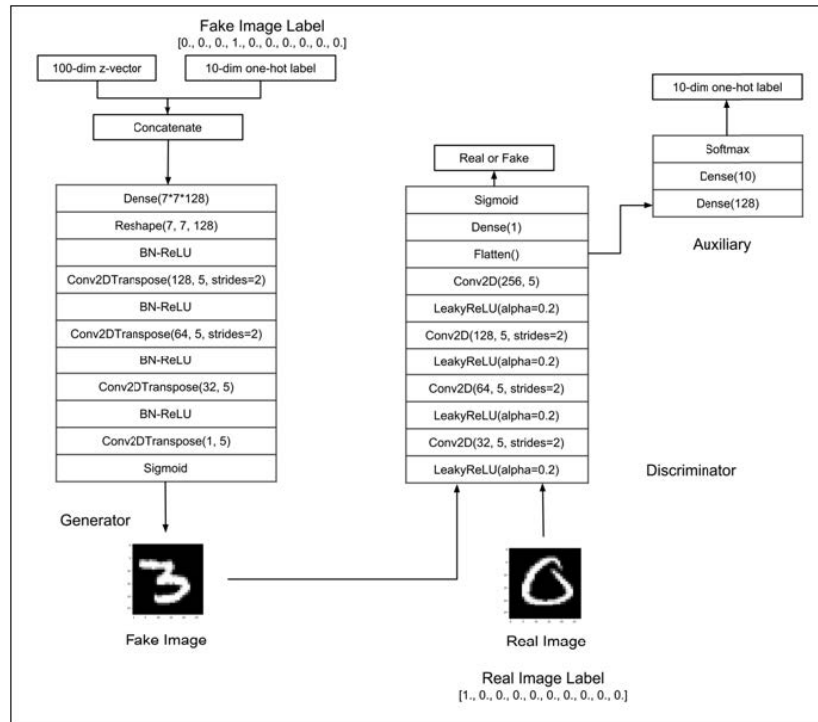 Fake Image Label
[0., 0., 0., 1., 0., 0., 0., 0., 0., 0.]
100-dim z-vector
10-dim one-hot label
Concatenate
Dense(7*7*128)
Reshape(7, 7, 128)
BN-ReLU
Conv2DTranspose(128, 5, strides=2)
BN-ReLU
Conv2DTranspose(64, 5, strides=2)
BN-ReLU
Conv2DTranspose(32, 5)
BN-ReLU
Conv2DTranspose(1, 5)
Sigmoid
Generator
3
Fake Image
Real or Fake
Sigmoid
Dense(1)
Flatten()
Conv2D(256, 5)
LeakyReLU(alpha=0.2)
Conv2D(128, 5, strides=2)
LeakyReLU(alpha=0.2)
Conv2D(64, 5, strides=2)
LeakyReLU(alpha=0.2)
Conv2D(32, 5, strides=2)
LeakyReLU(alpha=0.2)
Discriminator
0
Real Image
Real Image Label
[1., 0., 0., 0., 0., 0., 0., 0., 0., 0.]
10-dim one-hot label
Softmax
Dense(10)
Dense(128)
Auxiliary